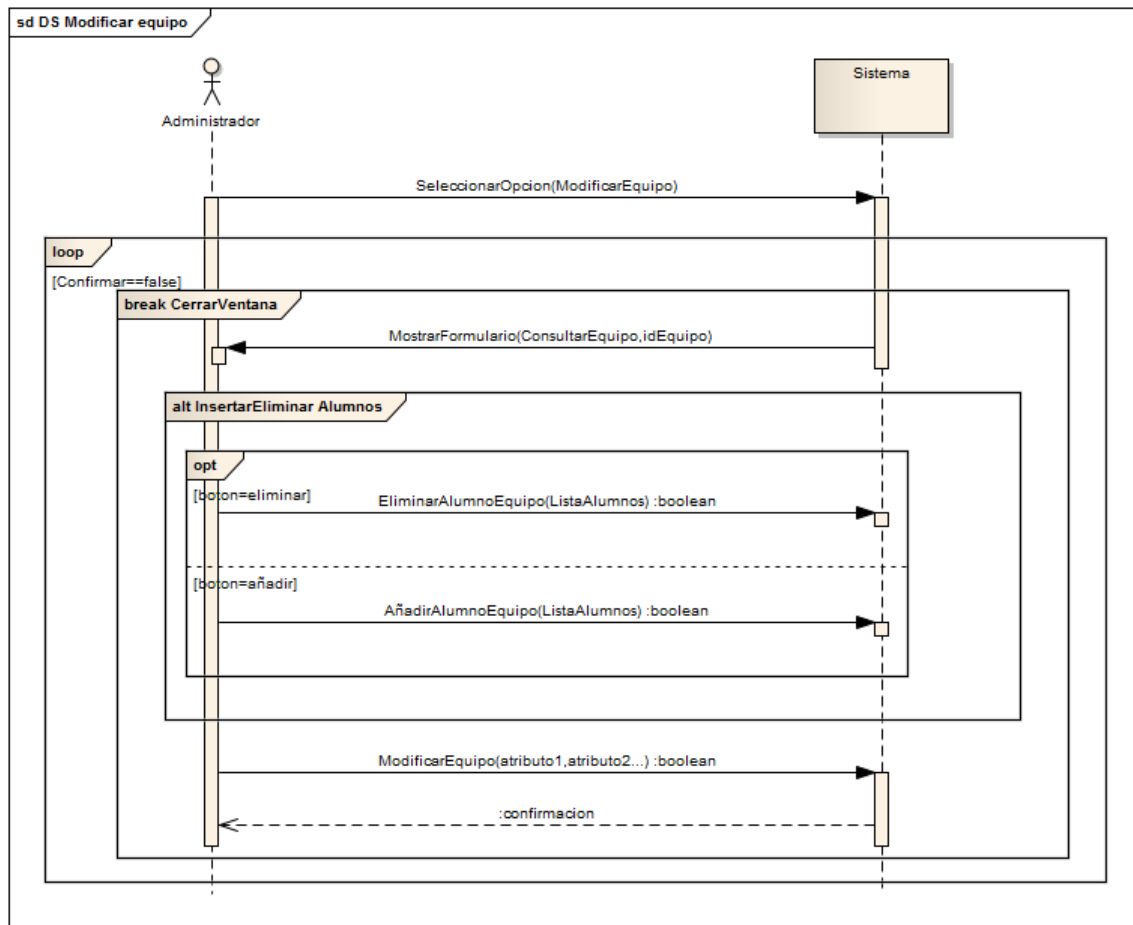 sd DS Modificar equipo
Administrador
Sistema
SeleccionarOpcion(ModificarEquipo)
loop
[Confirmar==false]
break CerrarVentana
MostrarFormulario(ConsultarEquipo,idEquipo)
alt InsertarEliminar Alumnos
opt
[boton=eliminar]
EliminarAlumnoEquipo(ListaAlumnos) :boolean
[boton=añadir]
AñadirAlumnoEquipo(ListaAlumnos) :boolean
ModificarEquipo(atributo1,atributo2...) :boolean
:confirmacion